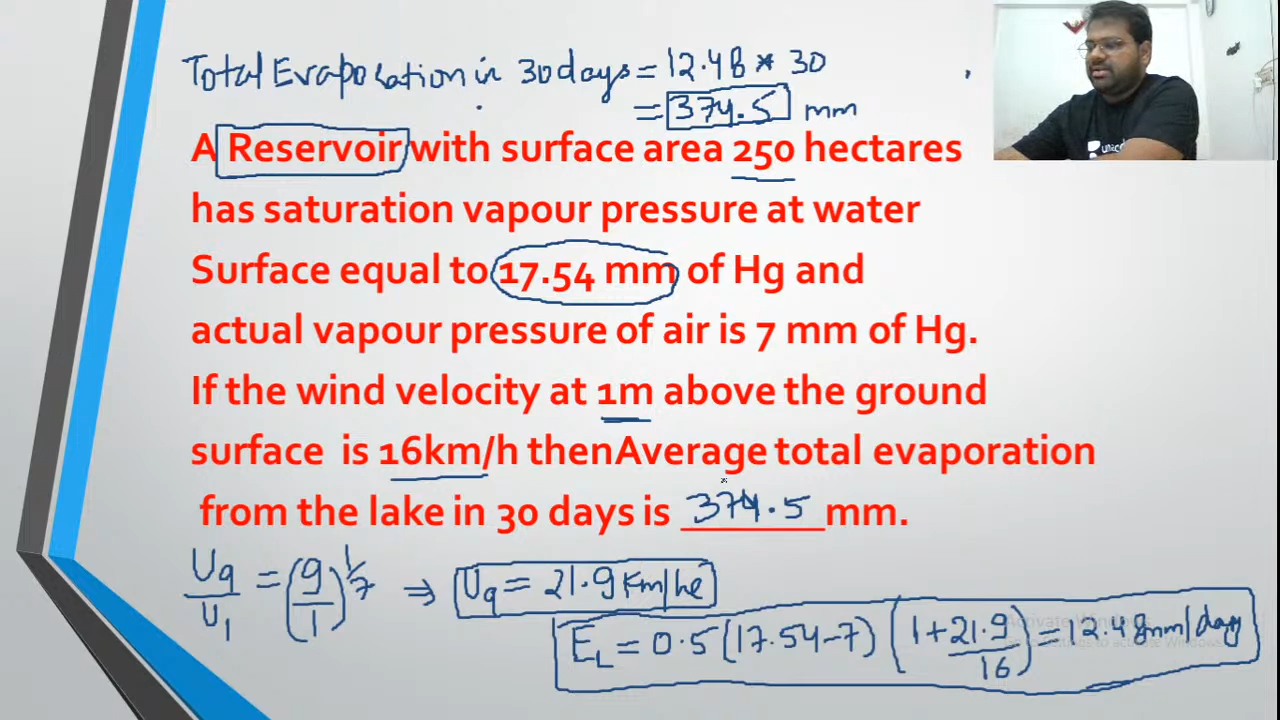 Total Evaporation in 30 days = 12.48 * 30
= 374.5 mm
A Reservoir with surface area 250 hectares
has saturation vapour pressure at water
Surface equal to 17.54 mm of Hg and
actual vapour pressure of air is 7 mm of Hg.
If the wind velocity at 1m above the ground
surface is 16km/h thenAverage total evaporation
from the lake in 30 days is 374.5 mm.
U9/U1 = (9/1)^1/7 ⇒ U9 = 21.9 Km/hr
EL = 0.5 (17.54-7) (1+21.9/16) = 12.48mm/day
Activate Windows